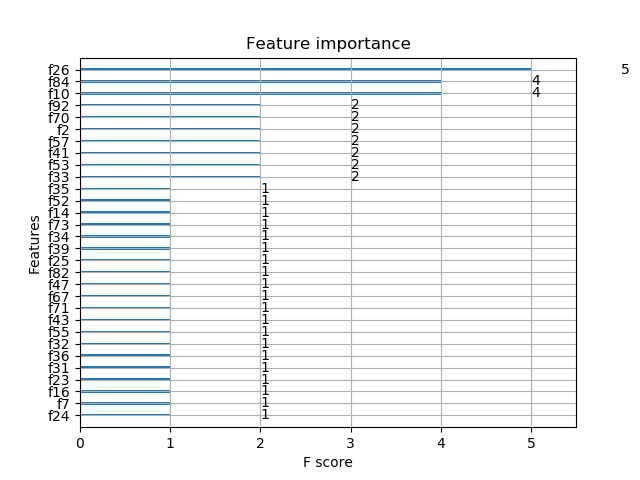 Feature importance
f26 5
f84 4
f10 4
f92 2
f70 2
f2 2
f57 2
f41 2
f53 2
f33 2
f35 1
f52 1
f14 1
f73 1
f34 1
f39 1
f25 1
f82 1
f47 1
f67 1
f71 1
f43 1
f55 1
f32 1
f36 1
f31 1
f23 1
f16 1
f7 1
f24 1
Features
0 1 2 3 4 5
F score